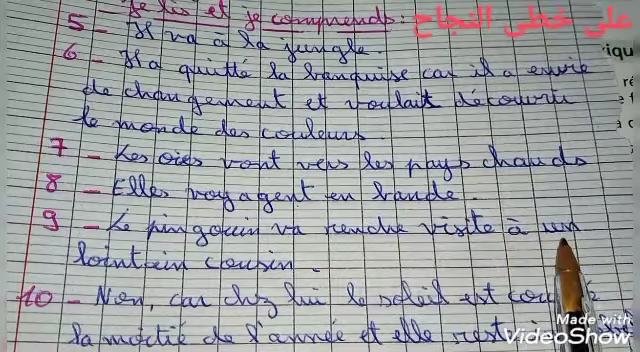 Je lis et je comprends:
على خطى النجاح
5 - Il va à la jungle.
6 - Il a quitté la banquise car il a envie
de changement et voulait découvrir
le monde des couleurs.
7 - Les oies vont vers les pays chauds
8 - Elles voyagent en bande.
9 - Le pingouin va rendre visite à un
lointain cousin.
10 - Non, car chez lui le soleil est
la moitié de l'année et elle
Made with
VideoShow